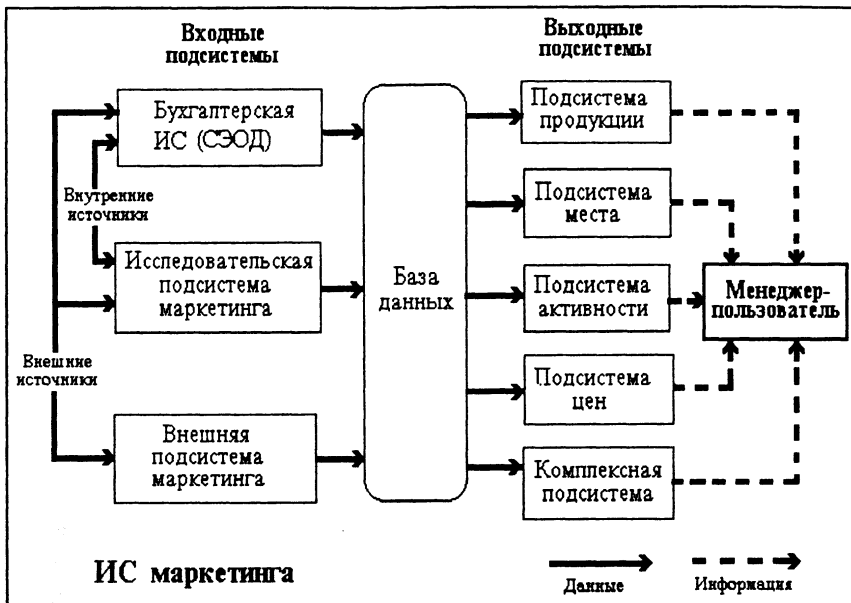 Входные
подсистемы
Выходные
подсистемы
Бухгалтерская
ИС (СЭОД)
Внутренние
источники
Исследовательская
подсистема
маркетинга
Внешние
источники
Внешняя
подсистема
маркетинга
База
данных
Подсистема
продукции
Подсистема
места
Подсистема
активности
Подсистема
цен
Комплексная
подсистема
Менеджер-
пользователь
ИС маркетинга
Данные
Информация